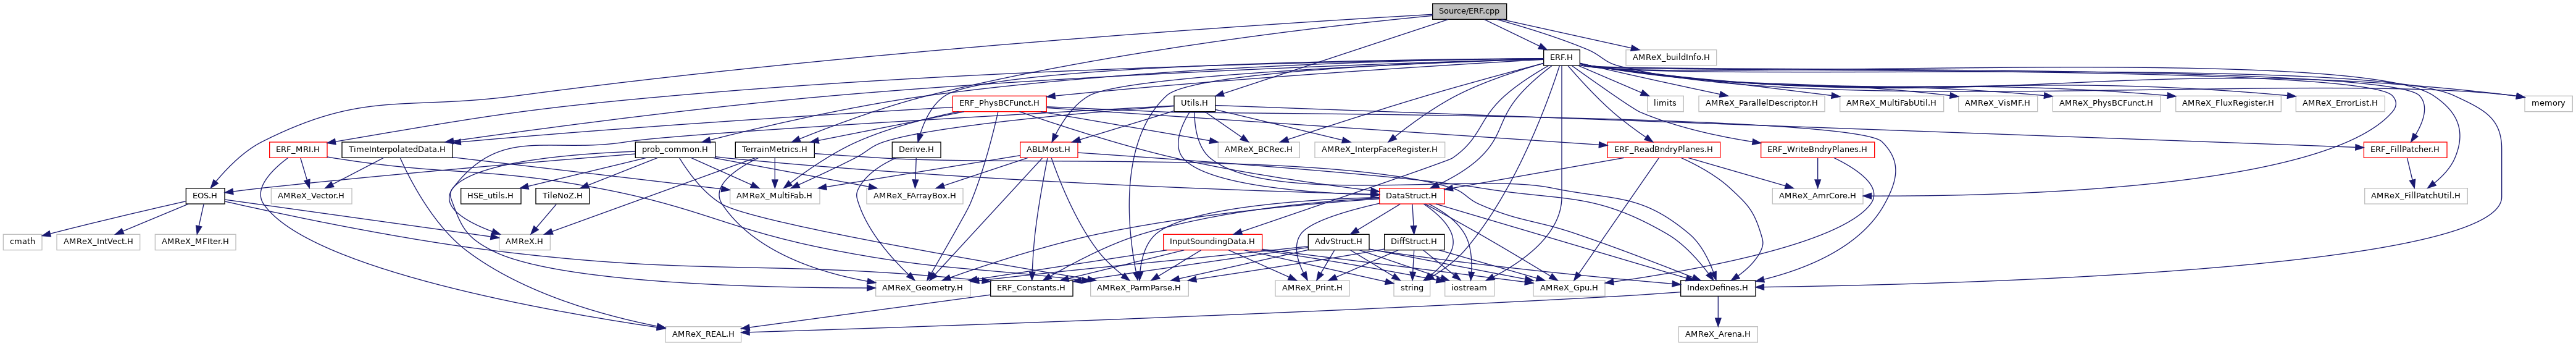 Source/ERF.cpp
ERF.H
AMReX_buildInfo.H
ERF_PhysBCFunct.H
Utils.H
limits
AMReX_ParallelDescriptor.H
AMReX_MultiFabUtil.H
AMReX_VisMF.H
AMReX_PhysBCFunct.H
AMReX_FluxRegister.H
AMReX_ErrorList.H
memory
ERF_MRI.H
TimeInterpolatedData.H
prob_common.H
TerrainMetrics.H
Derive.H
ABLMost.H
AMReX_BCRec.H
AMReX_InterpFaceRegister.H
ERF_ReadBndryPlanes.H
ERF_WriteBndryPlanes.H
ERF_FillPatcher.H
EOS.H
AMReX_Vector.H
HSE_utils.H
TileNoZ.H
AMReX_MultiFab.H
AMReX_FArrayBox.H
DataStruct.H
AMReX_AmrCore.H
AMReX_FillPatchUtil.H
cmath
AMReX_IntVect.H
AMReX_MFIter.H
AMReX.H
InputSoundingData.H
AdvStruct.H
DiffStruct.H
AMReX_Geometry.H
ERF_Constants.H
AMReX_ParmParse.H
AMReX_Print.H
string
iostream
AMReX_Gpu.H
IndexDefines.H
AMReX_REAL.H
AMReX_Arena.H